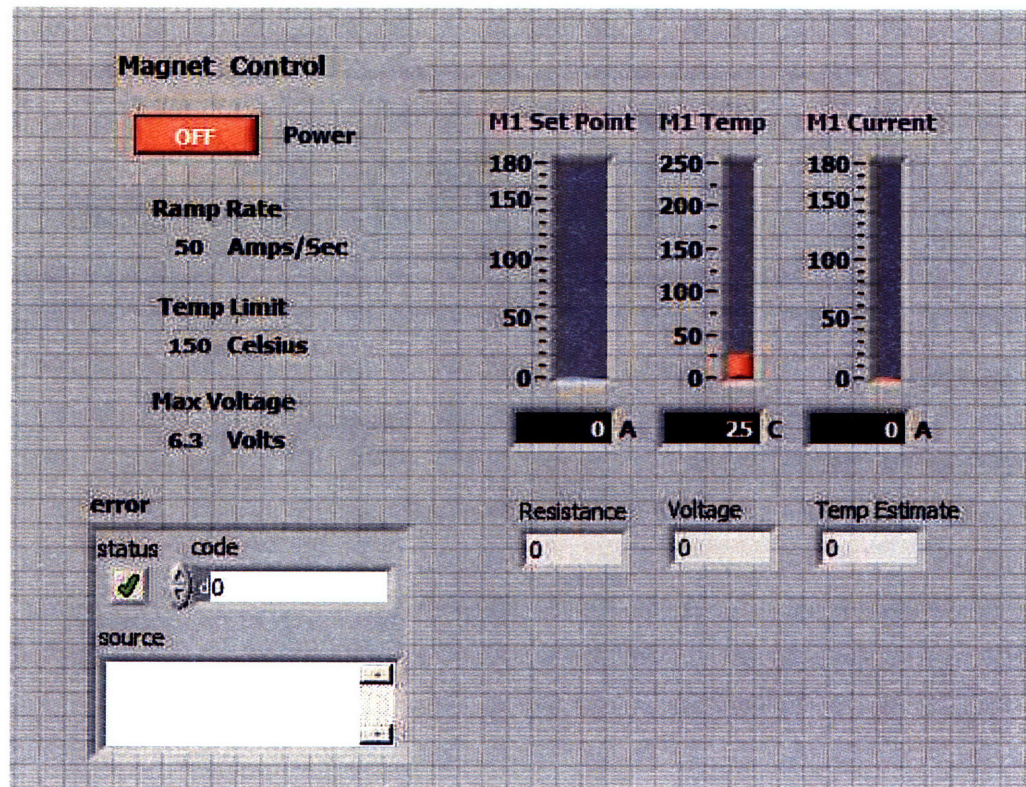 Magnet Control
OFF Power
Ramp Rate
50 Amps/Sec
Temp Limit
150 Celsius
Max Voltage
6.3 Volts
M1 Set Point M1 Temp M1 Current
180 250 180
150 200 150
100 150 100
100
50 50 50
0 0 0
0 A 25 C 0 A
Resistance Voltage Temp Estimate
0 0 0
error
status code
d 0
source